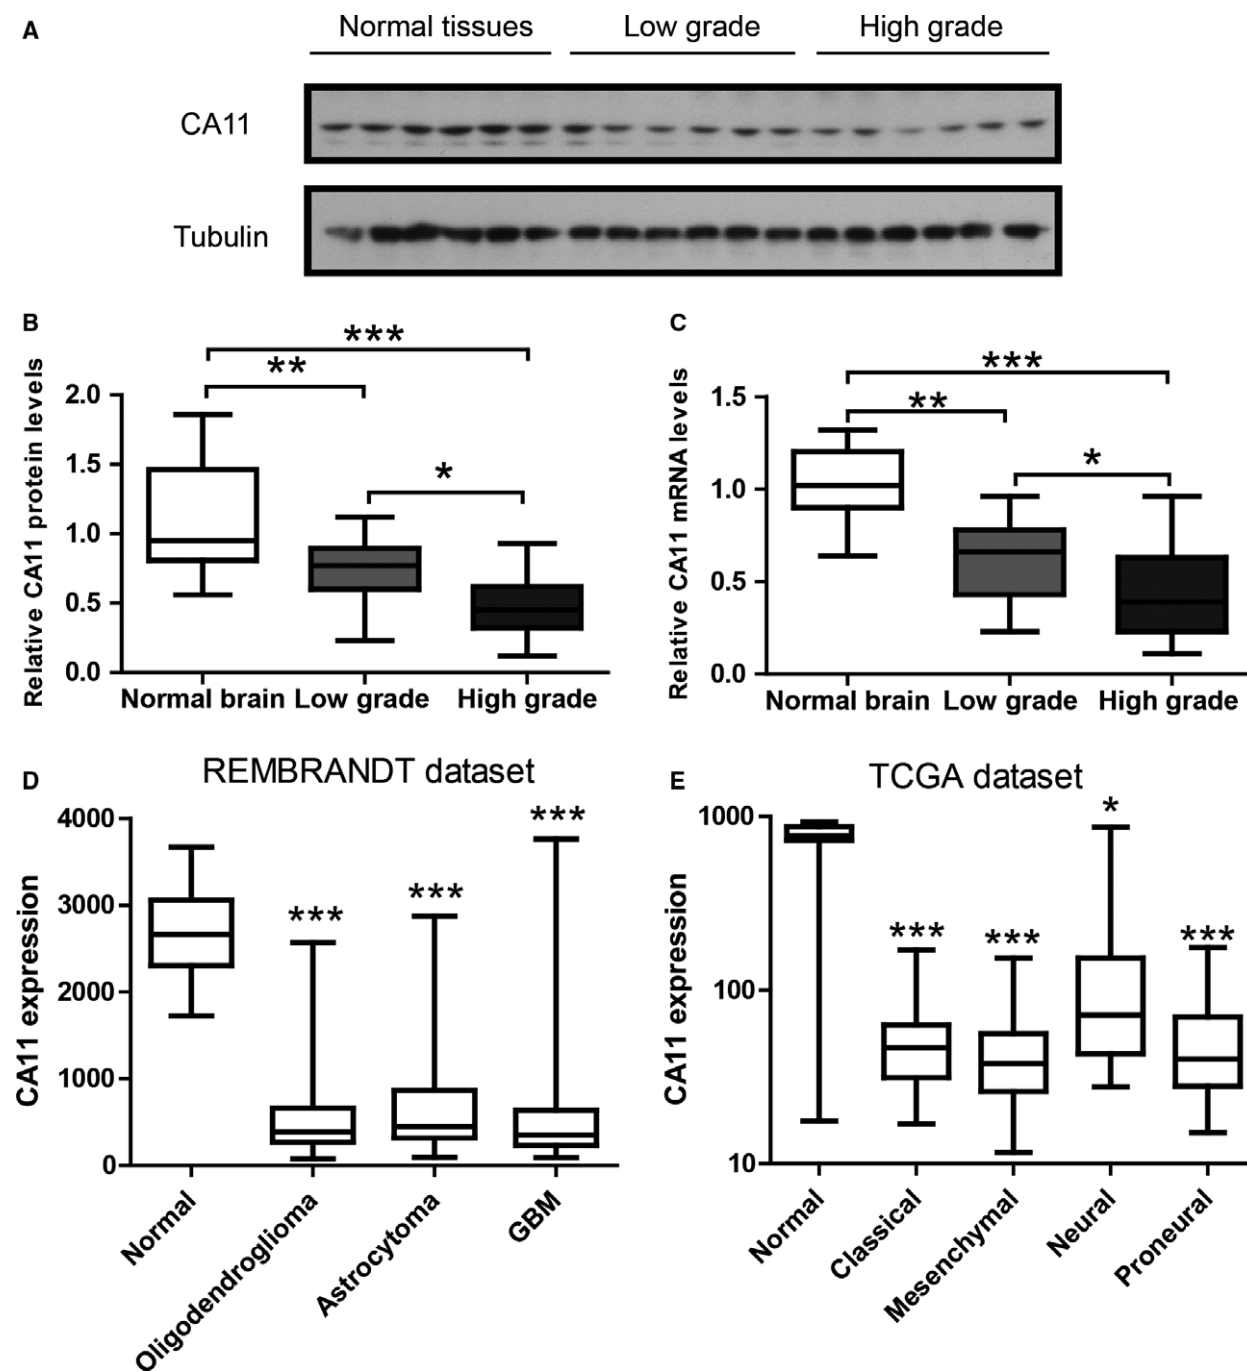 A
Normal tissues Low grade High grade
CA11
Tubulin
B
Relative CA11 protein levels
***
**
*
2.0
1.5
1.0
0.5
0.0
Normal brain Low grade High grade
C
Relative CA11 mRNA levels
***
**
*
1.5
1.0
0.5
0.0
Normal brain Low grade High grade
D
REMBRANDT dataset
CA11 expression
4000
3000
2000
1000
0
***
***
***
Normal
Oligodendroglioma
Astrocytoma
GBM
E
TCGA dataset
CA11 expression
1000
100
10
***
***
*
***
Normal
Classical
Mesenchymal
Neural
Proneural